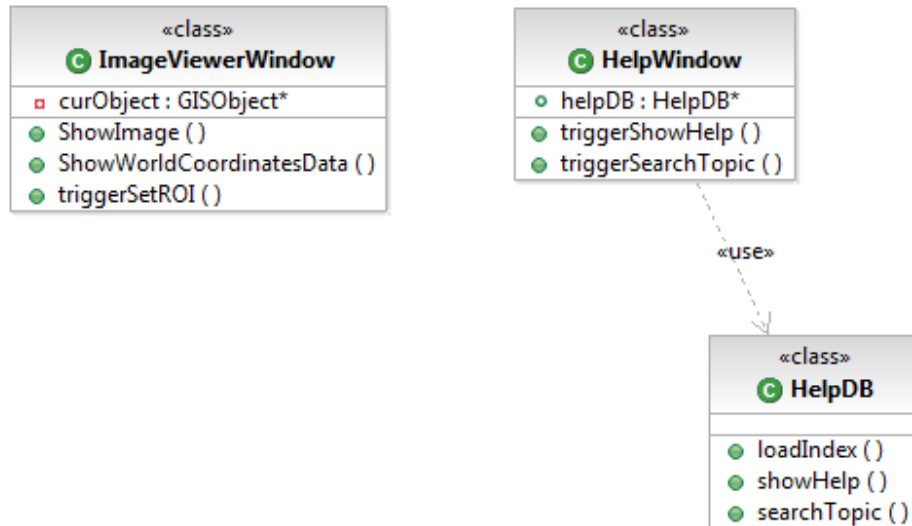 «class»
C ImageViewerWindow
curObject : GISObject*
ShowImage ( )
ShowWorldCoordinatesData ( )
triggerSetROI ( )
«class»
C HelpWindow
helpDB : HelpDB*
triggerShowHelp ( )
triggerSearchTopic ( )
«use»
«class»
C HelpDB
loadIndex ( )
showHelp ( )
searchTopic ( )